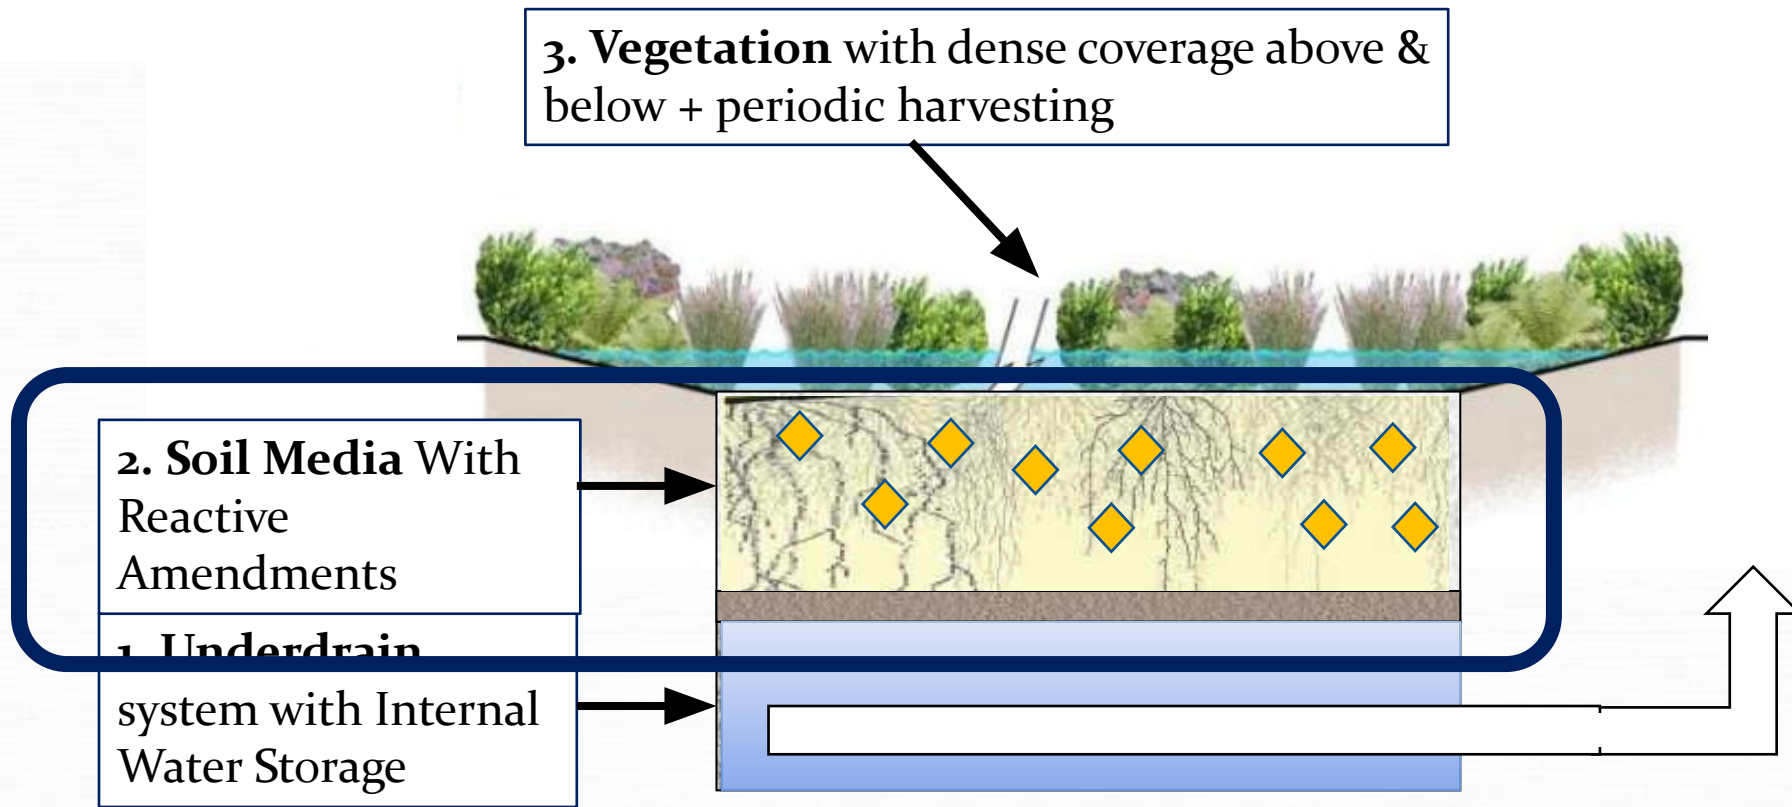 3. Vegetation with dense coverage above &
below + periodic harvesting
2. Soil Media With
Reactive
Amendments
1. Underdrain
system with Internal
Water Storage